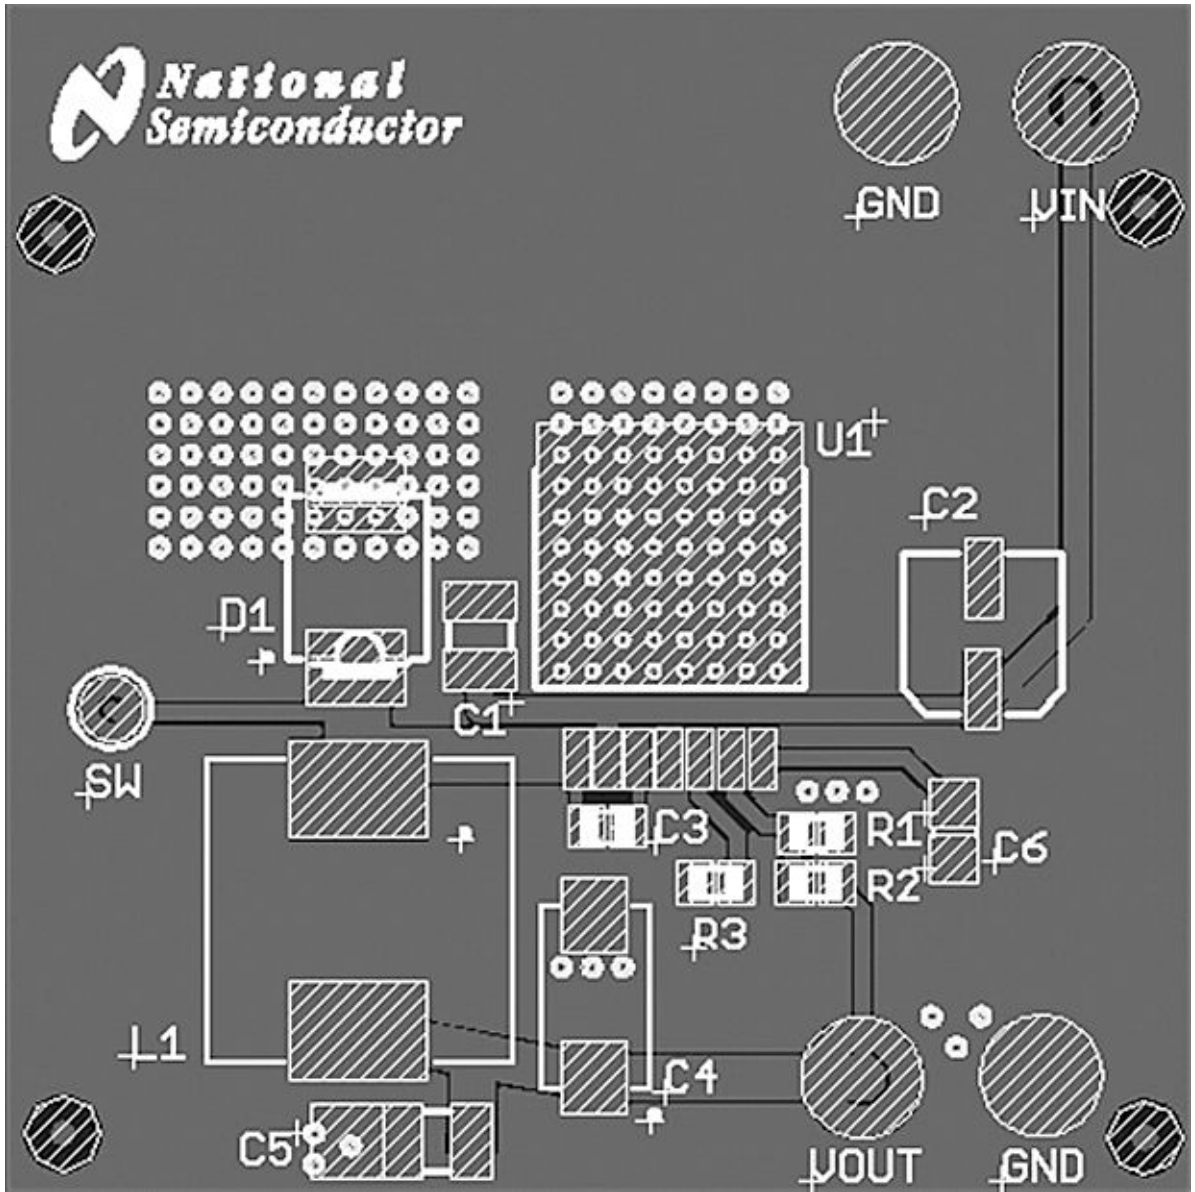 National
Semiconductor
GND
VIN
U1
C2
D1
C1
SW
C3
R1
C6
R2
R3
L1
C4
C5
VOUT
GND